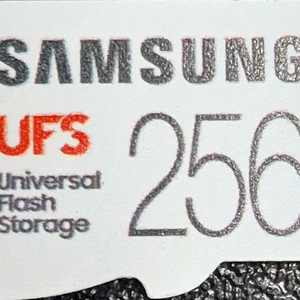 SAMSUNG
UFS 256
Universal
Flash
Storage